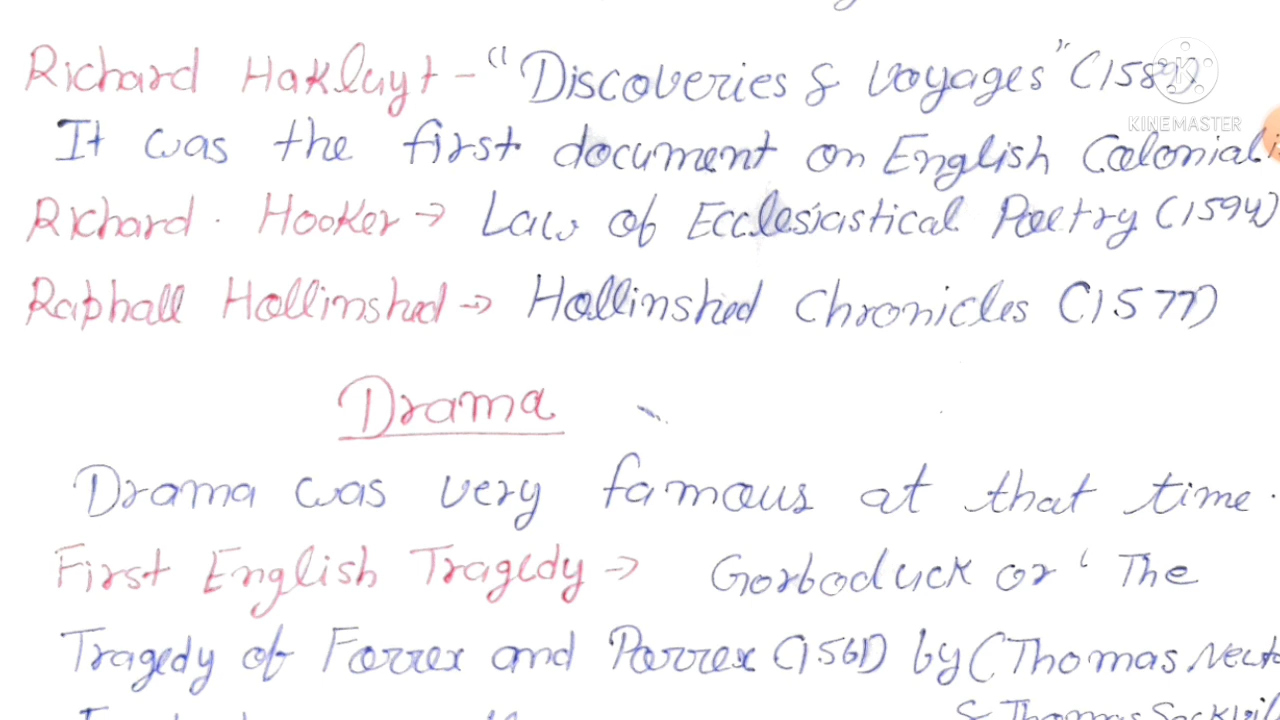 Richard Hakluyt - "Discoveries & Voyages" (1589)
KINEMASTER
It was the first document on English Colonial
Richard Hooker → Law of Ecclesiastical Poetry (1594)
Raphall Hollinshed → Hollinshed Chronicles (1577)
Drama
Drama was very famous at that time.
First English Tragedy → Gorboduck or 'The
Tragedy of Forrex and Porrex (1561) by (Thomas
& Thomas